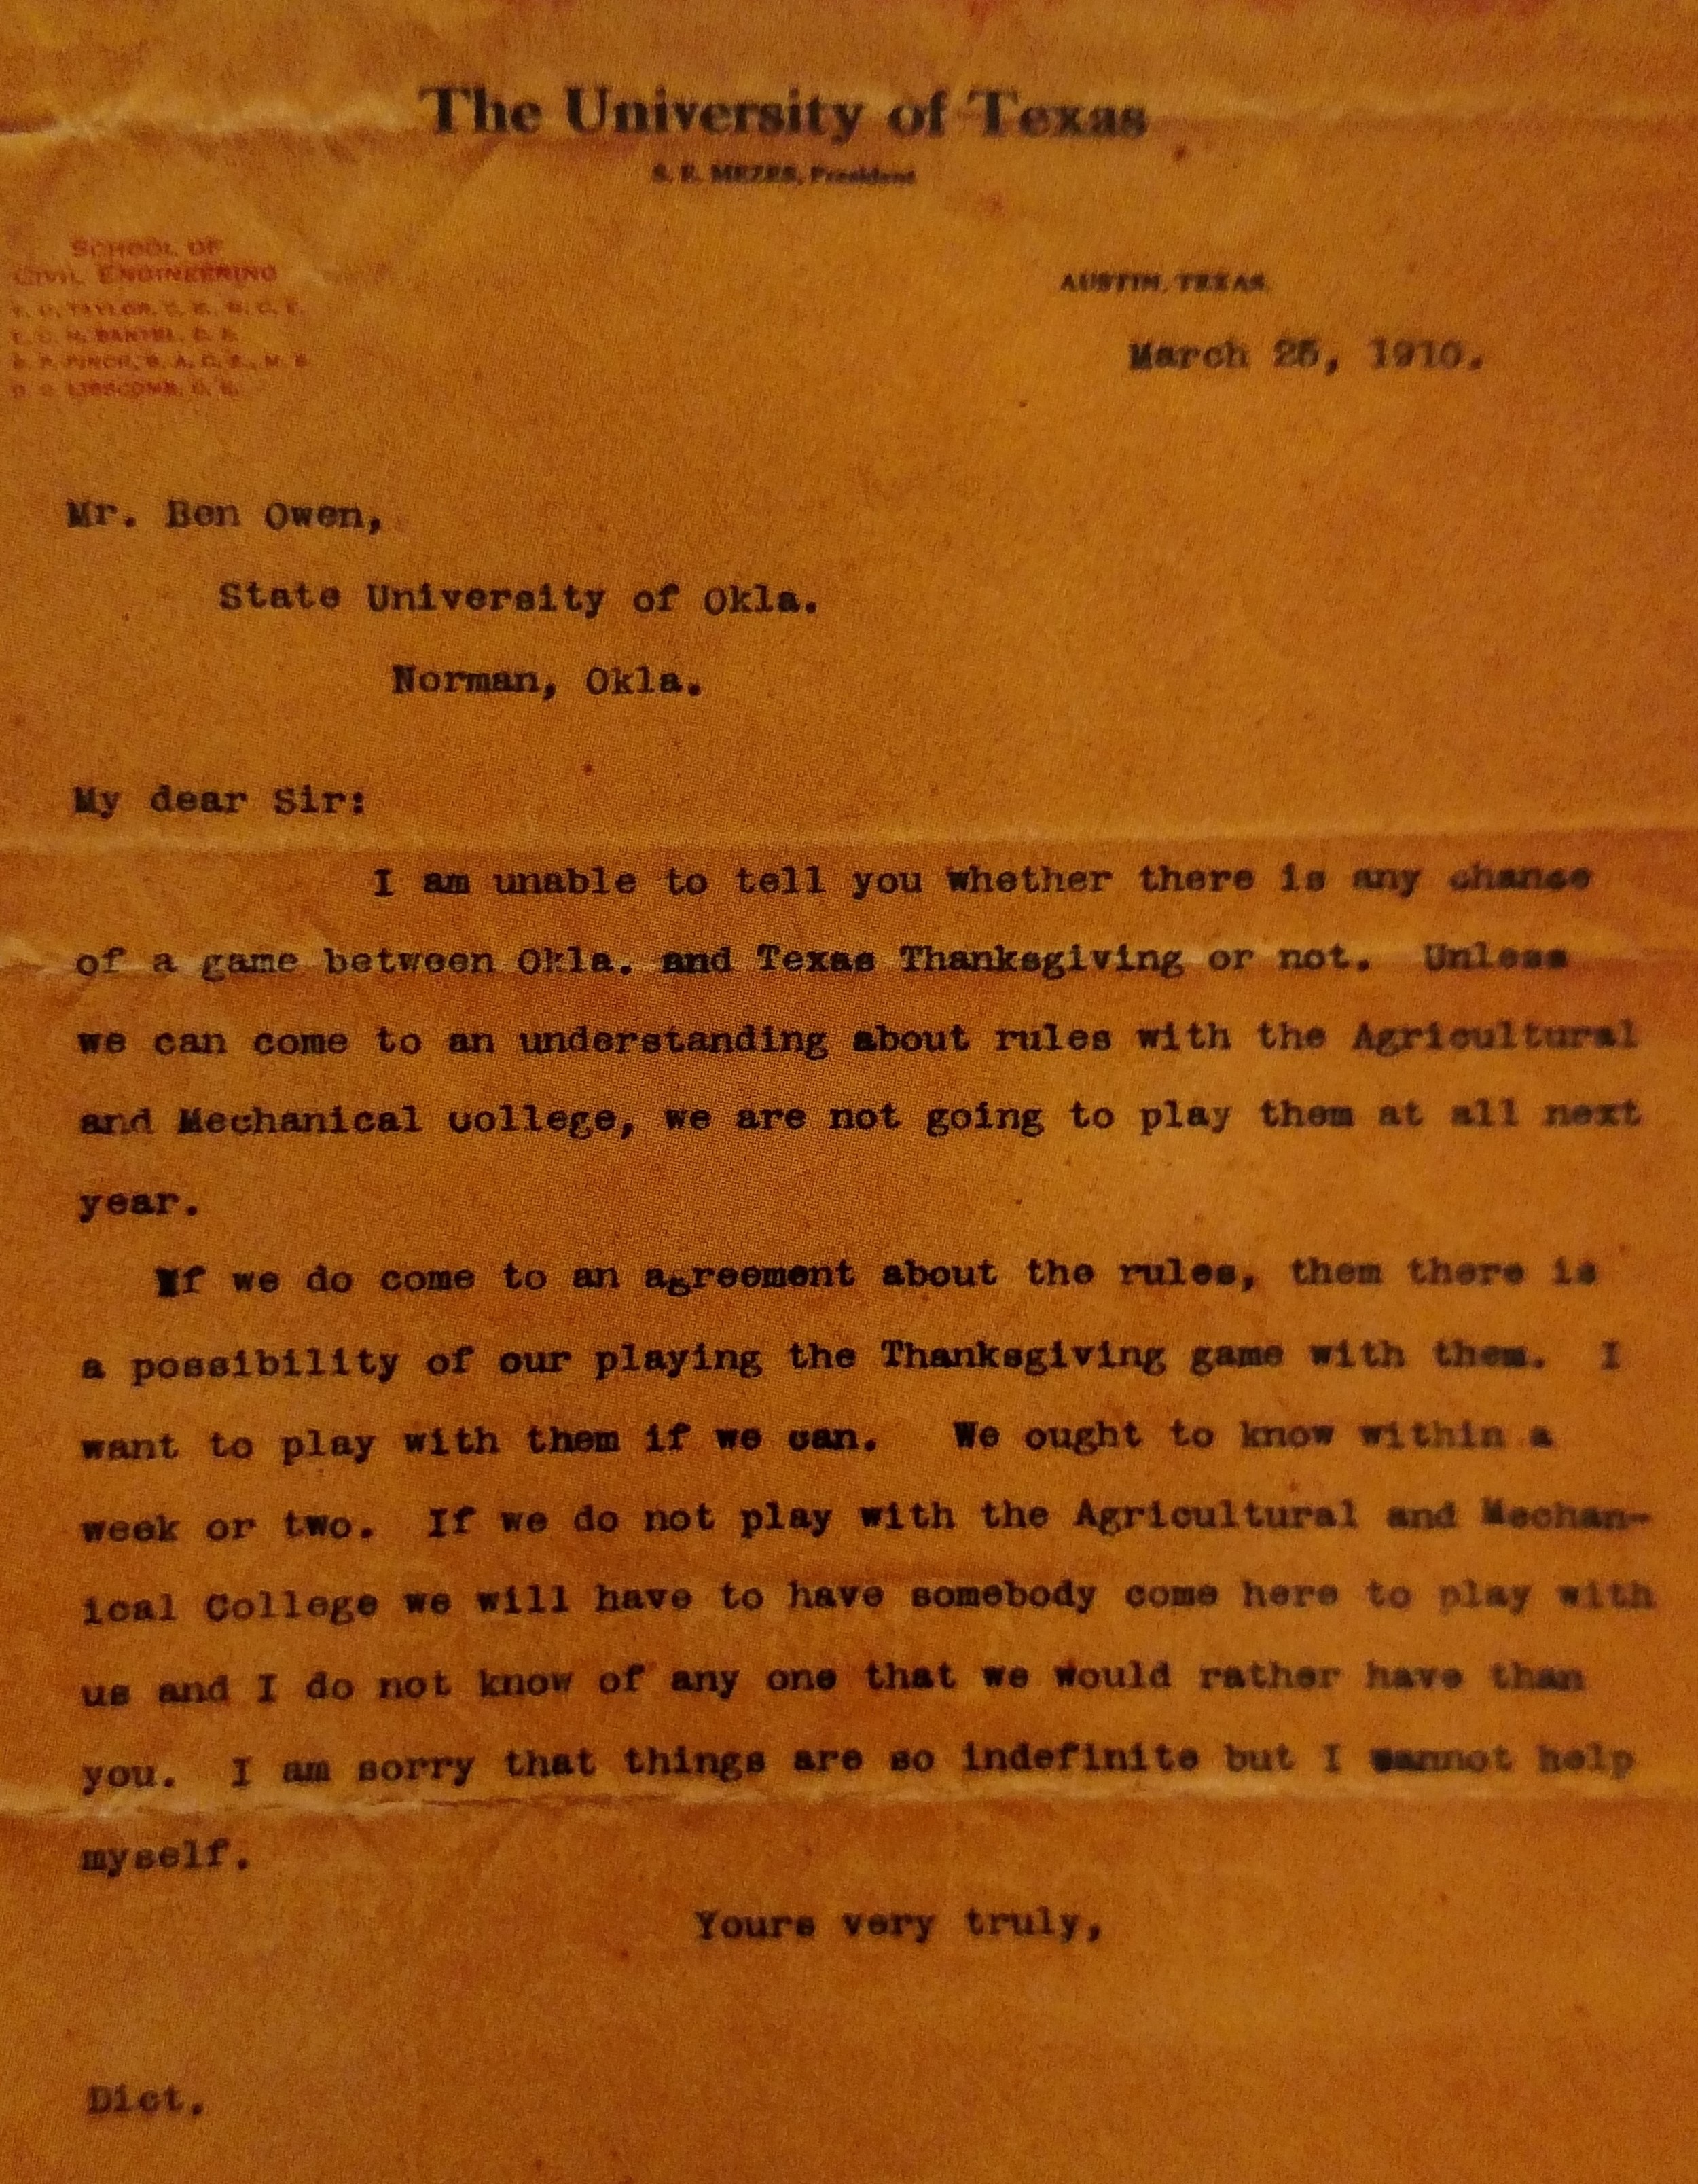 The University of Texas
S. E. MEZES, President
SCHOOL OF
CIVIL ENGINEERING
T. U. TAYLOR, C. E., M. C. E.
AUSTIN, TEXAS
March 25, 1910.
Mr. Ben Owen,
State University of Okla.
Norman, Okla.
My dear Sir:
I am unable to tell you whether there is any chance
of a game between Okla. and Texas Thanksgiving or not. Unless
we can come to an understanding about rules with the Agricultural
and Mechanical college, we are not going to play them at all next
year.
If we do come to an agreement about the rules, them there is
a possibility of our playing the Thanksgiving game with them. I
want to play with them if we can. We ought to know within a
week or two. If we do not play with the Agricultural and Mechan-
ical College we will have to have somebody come here to play with
us and I do not know of any one that we would rather have than
you. I am sorry that things are so indefinite but I cannot help
myself.
Yours very truly,
Dict.